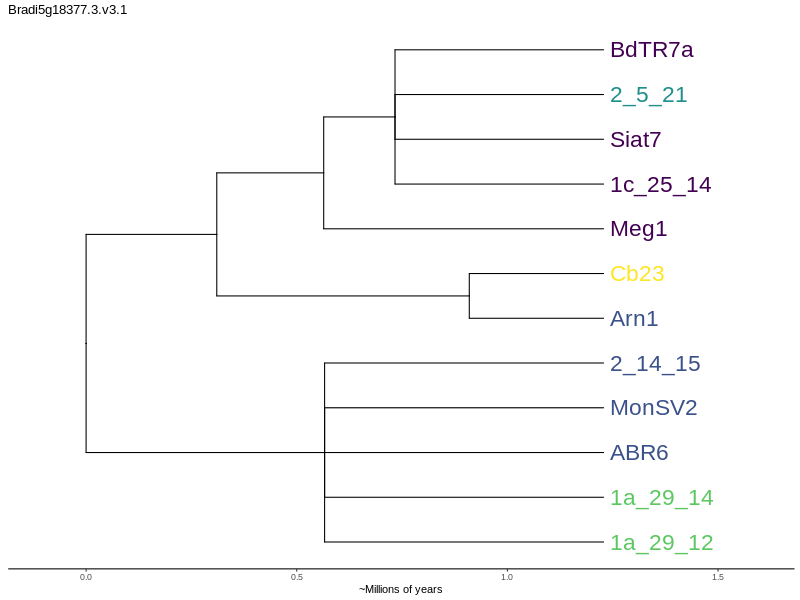 Bradi5g18377.3.v3.1
BdTR7a
2_5_21
Siat7
1c_25_14
Meg1
Cb23
Arn1
2_14_15
MonSV2
ABR6
1a_29_14
1a_29_12
0.0 0.5 1.0 1.5
~Millions of years